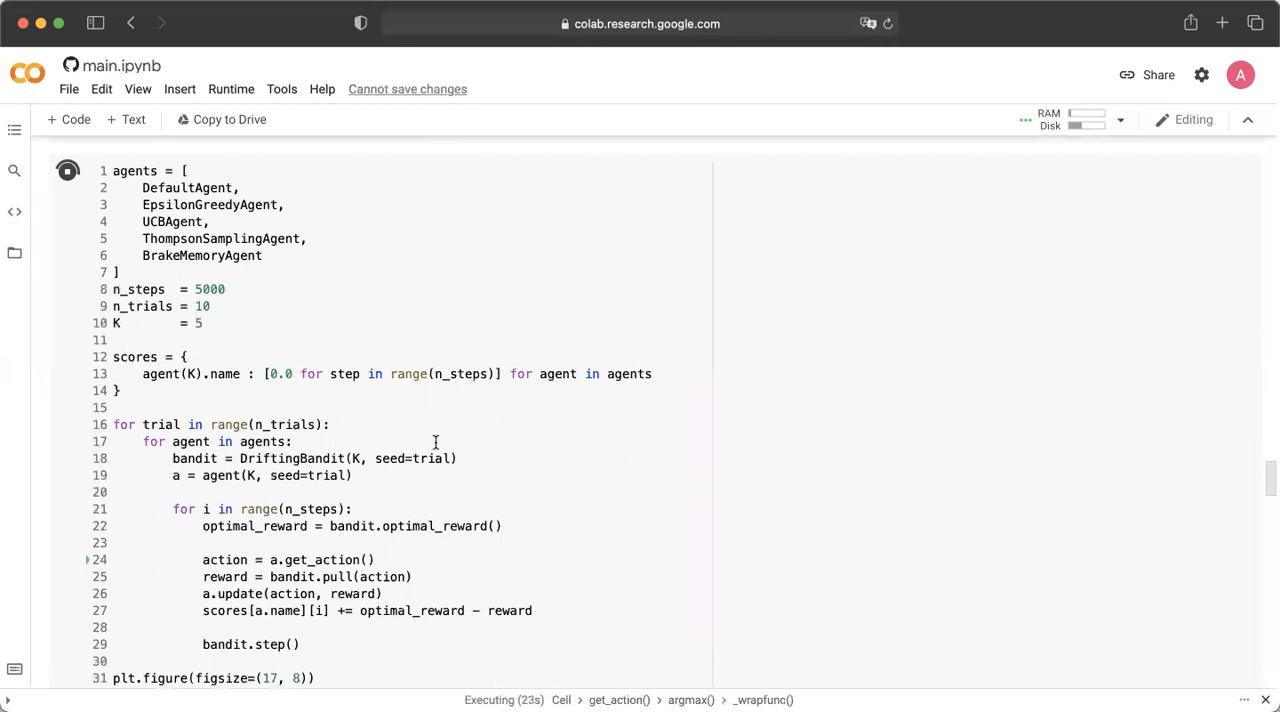 colab.research.google.com
main.ipynb
File Edit View Insert Runtime Tools Help Cannot save changes
Share
A
+ Code + Text Copy to Drive
RAM
Disk
Editing
1 agents = [
2 DefaultAgent,
3 EpsilonGreedyAgent,
4 UCBAgent,
5 ThompsonSamplingAgent,
6 BrakeMemoryAgent
7 ]
8 n_steps = 5000
9 n_trials = 10
10 K = 5
11
12 scores = {
13 agent(K).name : [0.0 for step in range(n_steps)] for agent in agents
14 }
15
16 for trial in range(n_trials):
17 for agent in agents:
18 bandit = DriftingBandit(K, seed=trial)
19 a = agent(K, seed=trial)
20
21 for i in range(n_steps):
22 optimal_reward = bandit.optimal_reward()
23
24 action = a.get_action()
25 reward = bandit.pull(action)
26 a.update(action, reward)
27 scores[a.name][i] += optimal_reward - reward
28
29 bandit.step()
30
31 plt.figure(figsize=(17, 8))
Executing (23s) Cell > get_action() > argmax() > _wrapfunc()